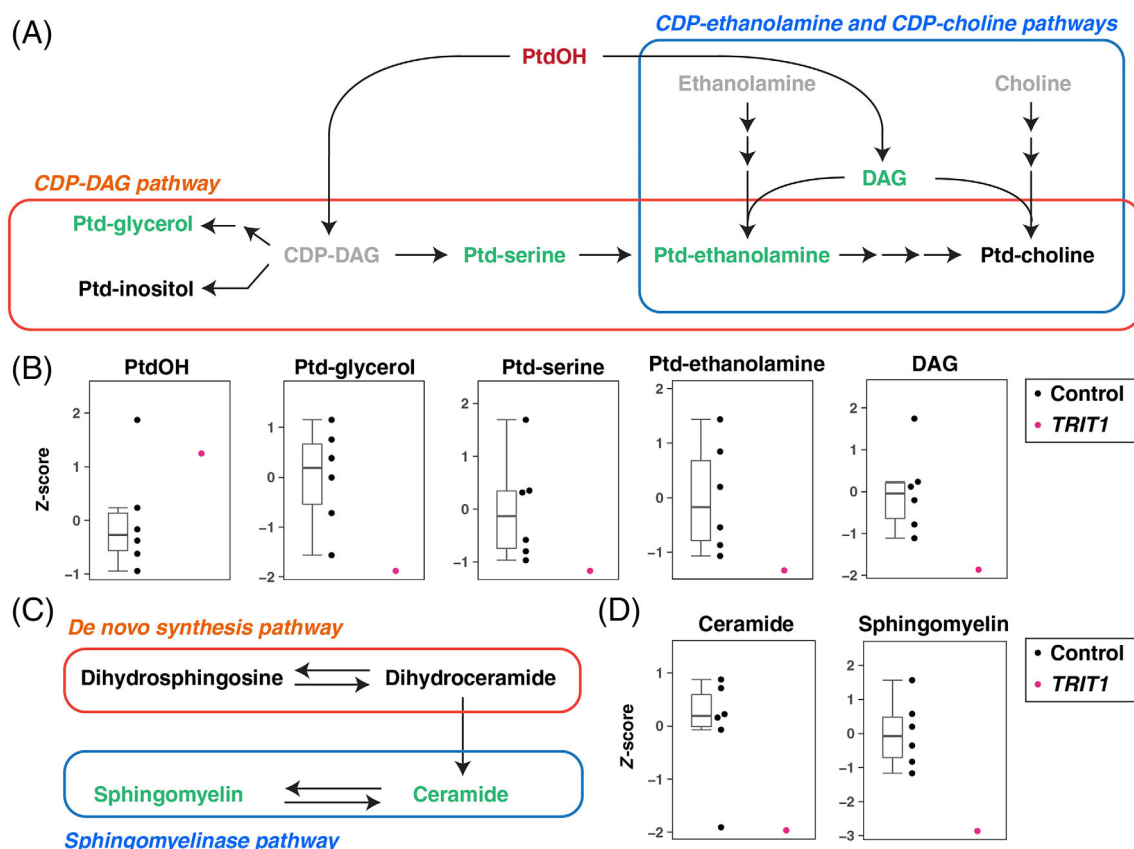 (A)
CDP-ethanolamine and CDP-choline pathways
PtdOH
Ethanolamine
Choline
CDP-DAG pathway
DAG
Ptd-glycerol
CDP-DAG
Ptd-serine
Ptd-ethanolamine
Ptd-choline
Ptd-inositol
(B)
PtdOH
Ptd-glycerol
Ptd-serine
Ptd-ethanolamine
DAG
Z-score
2
1
0
−1
2
1
0
−1
−2
2
1
0
−1
2
1
0
−1
2
1
0
−1
−2
Control
TRIT1
(C)
De novo synthesis pathway
Dihydrosphingosine
Dihydroceramide
Sphingomyelin
Ceramide
Sphingomyelinase pathway
(D)
Ceramide
Sphingomyelin
Z-score
1
0
−1
−2
2
1
0
−1
−2
−3
Control
TRIT1